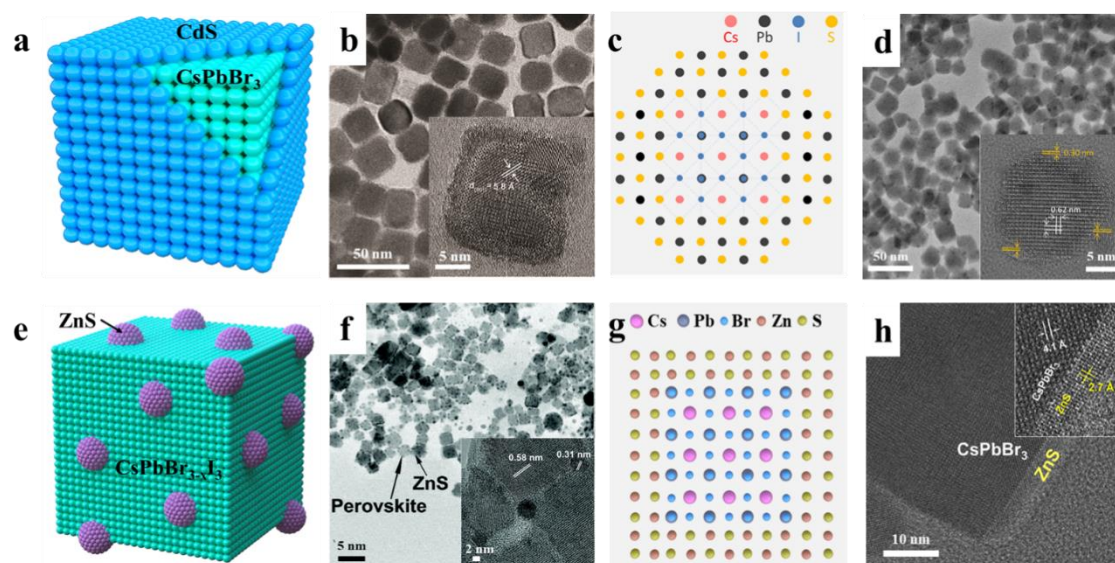 a
CdS
CsPbBr3
b
d = 5.8 Å
50 nm
5 nm
c
Cs Pb I S
d
0.30 nm
0.62 nm
50 nm
5 nm
e
ZnS
CsPbBr3-xI3
f
0.58 nm
0.31 nm
ZnS
Perovskite
5 nm
2 nm
g
Cs Pb Br Zn S
h
4.1 Å
CsPbBr3
ZnS
2.7 Å
CsPbBr3
ZnS
10 nm